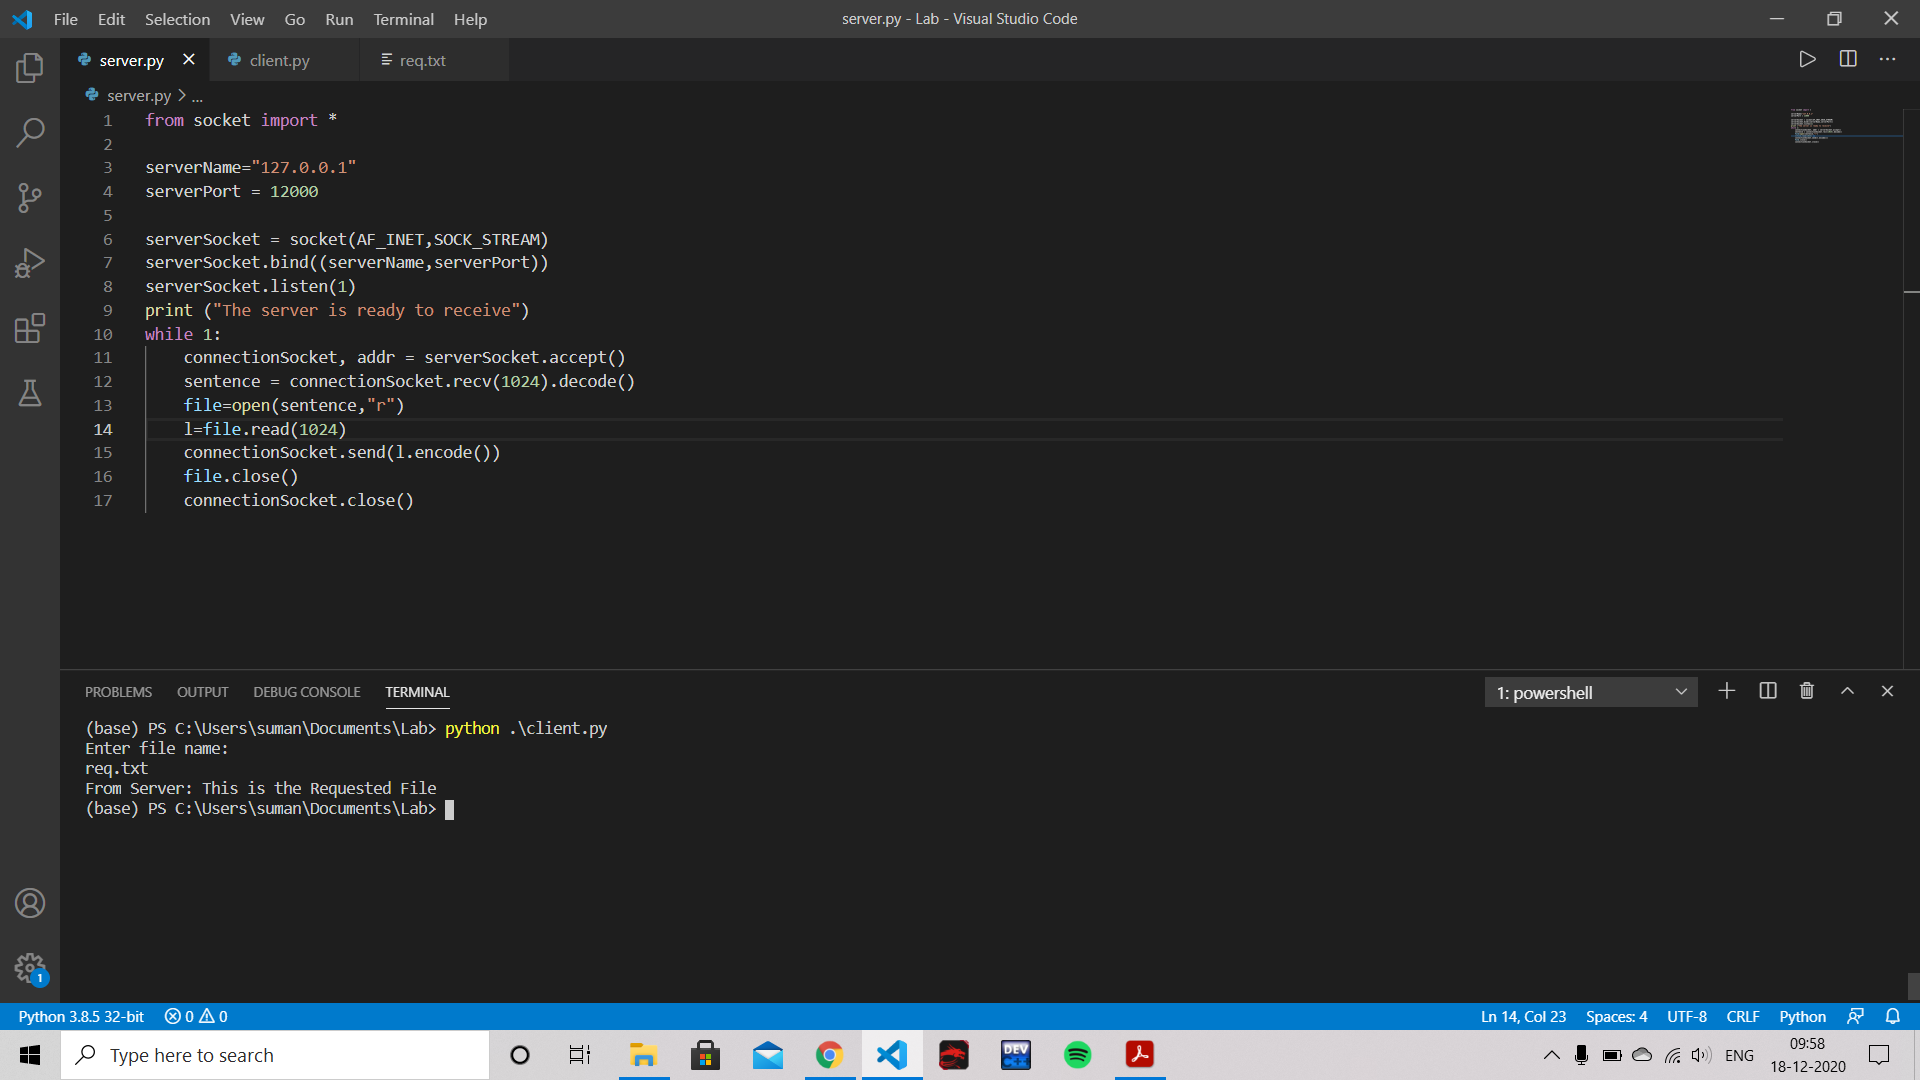 File Edit Selection View Go Run Terminal Help
server.py - Lab - Visual Studio Code
server.py
client.py
req.txt
server.py > ...
1 from socket import *
2
3 serverName="127.0.0.1"
4 serverPort = 12000
5
6 serverSocket = socket(AF_INET,SOCK_STREAM)
7 serverSocket.bind((serverName,serverPort))
8 serverSocket.listen(1)
9 print ("The server is ready to receive")
10 while 1:
11     connectionSocket, addr = serverSocket.accept()
12     sentence = connectionSocket.recv(1024).decode()
13     file=open(sentence,"r")
14     l=file.read(1024)
15     connectionSocket.send(l.encode())
16     file.close()
17     connectionSocket.close()
PROBLEMS OUTPUT DEBUG CONSOLE TERMINAL
1: powershell
(base) PS C:\Users\suman\Documents\Lab> python .\client.py
Enter file name:
req.txt
From Server: This is the Requested File
(base) PS C:\Users\suman\Documents\Lab>
1
Python 3.8.5 32-bit 0 0
Ln 14, Col 23 Spaces: 4 UTF-8 CRLF Python
Type here to search
DEV
C++
ENG
09:58
18-12-2020